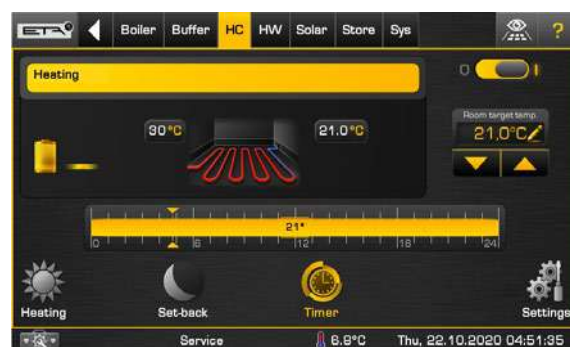 ETA
Boiler Buffer HC HW Solar Store Sys ?
Heating
0 I
30°C 21.0°C
Room target temp.
21,0°C
21°
0 6 12 18 24
Heating Set-back Timer Settings
Service 6.9°C Thu, 22.10.2020 04:51:35